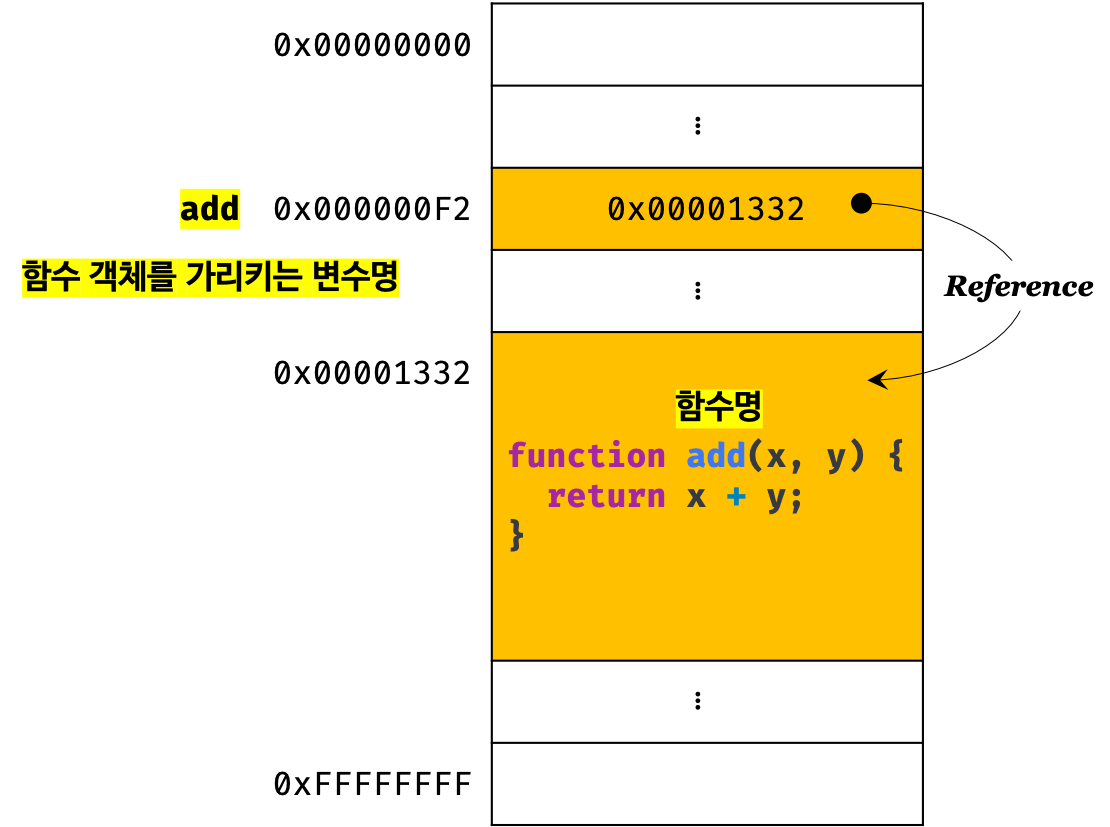 0x00000000
⋮
add 0x000000F2 0x00001332
함수 객체를 가리키는 변수명
⋮
Reference
0x00001332
함수명
function add(x, y) {
  return x + y;
}
⋮
0xFFFFFFFF